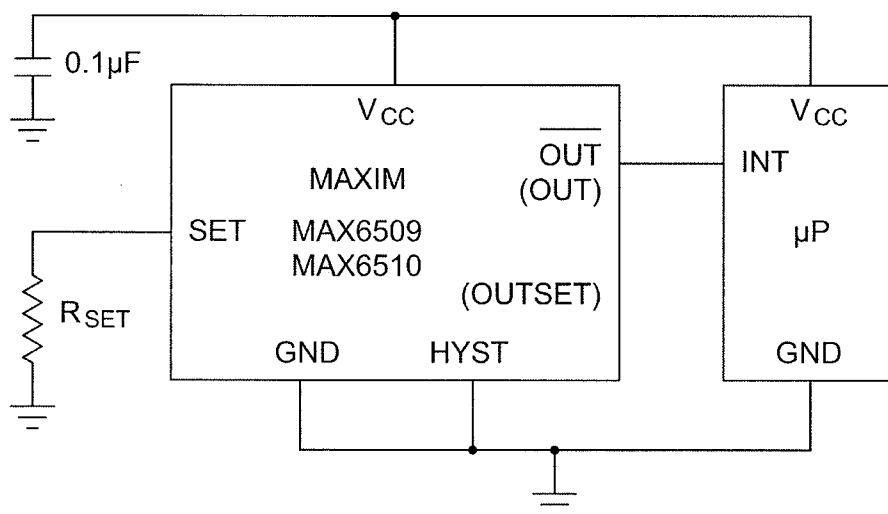 0.1µF
VCC
VCC
OUT
(OUT)
INT
MAXIM
SET
MAX6509
MAX6510
µP
(OUTSET)
RSET
GND
HYST
GND